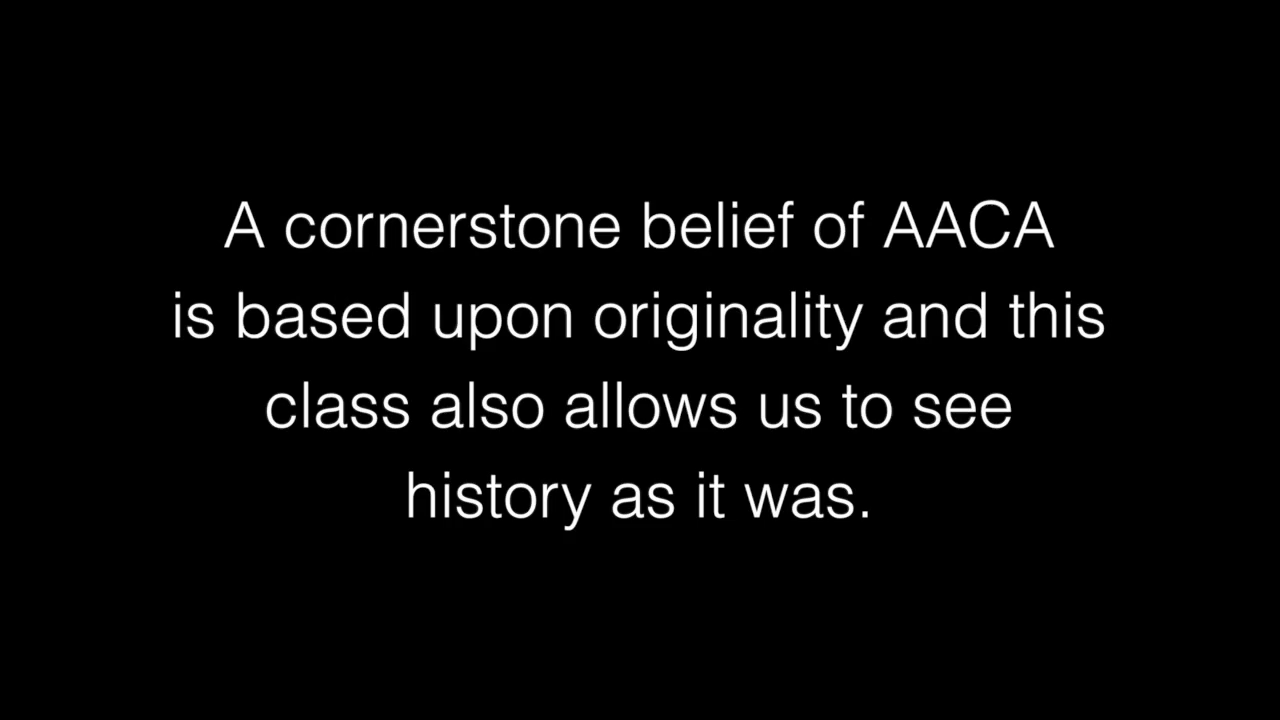 A cornerstone belief of AACA
is based upon originality and this
class also allows us to see
history as it was.